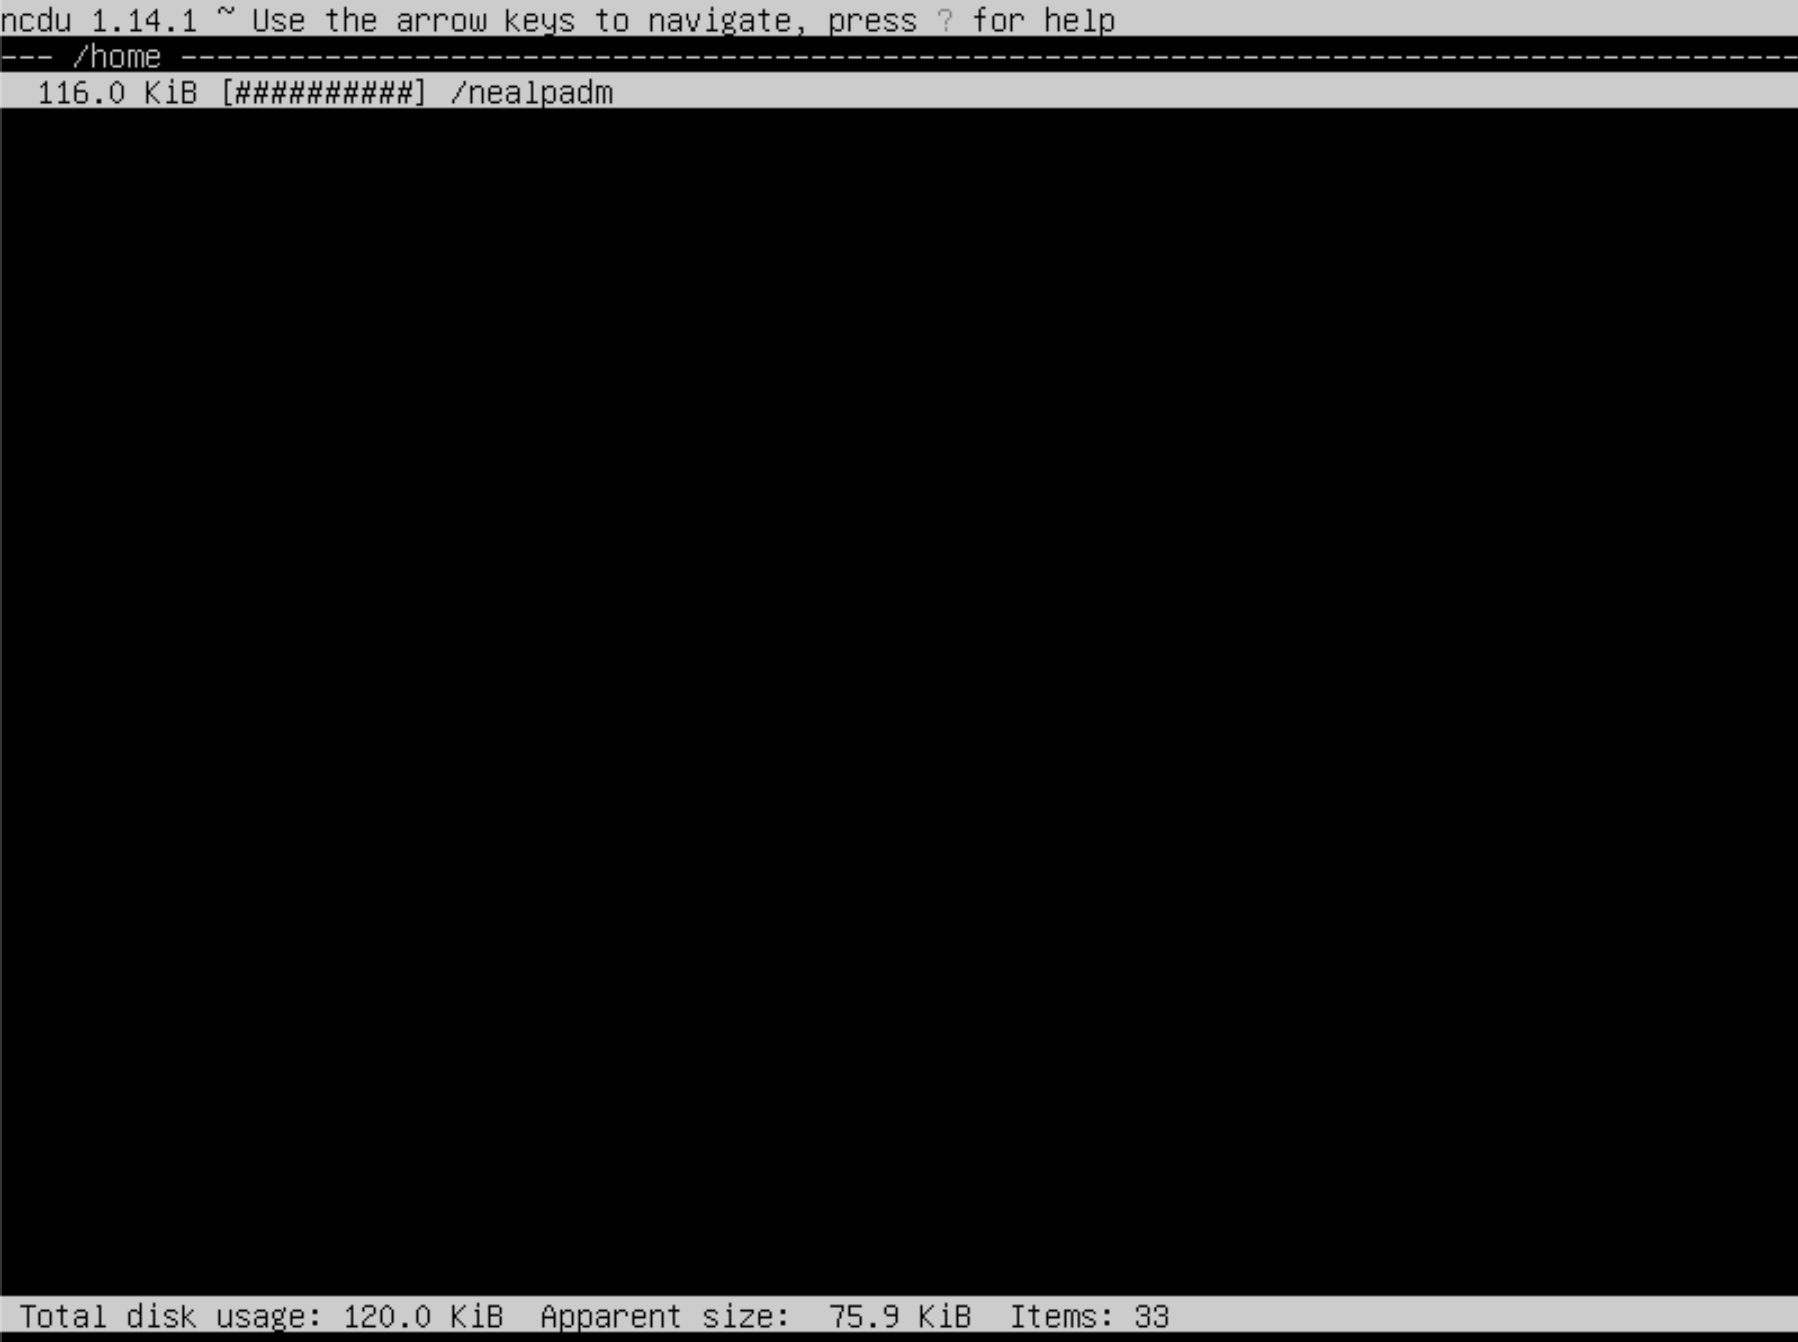 ncdu 1.14.1 ~ Use the arrow keys to navigate, press ? for help
--- /home ------------------------------------------------------------------------------------------
116.0 KiB [##########] /nealpadm
Total disk usage: 120.0 KiB  Apparent size:  75.9 KiB  Items: 33